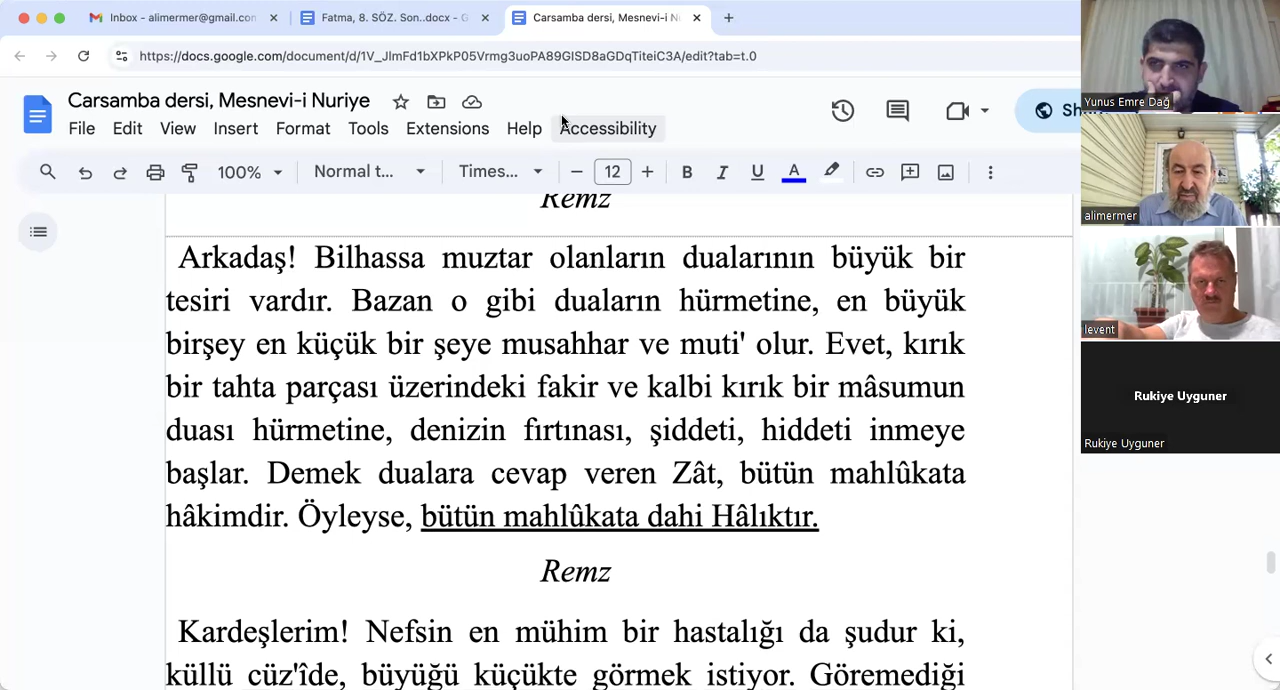 Inbox - alimermer@gmail.con
Fatma, 8. SÖZ. Son..docx - G
Carsamba dersi, Mesnevi-i N
https://docs.google.com/document/d/1V_JlmFd1bXPkP05Vrmg3uoPA89GlSD8aGDqTiteiC3A/edit?tab=t.0
Carsamba dersi, Mesnevi-i Nuriye
File Edit View Insert Format Tools Extensions Help Accessibility
100% Normal t... Times... 12 B I U A
Remz
Arkadaş! Bilhassa muztar olanların dualarının büyük bir
tesiri vardır. Bazan o gibi duaların hürmetine, en büyük
birşey en küçük bir şeye musahhar ve muti' olur. Evet, kırık
bir tahta parçası üzerindeki fakir ve kalbi kırık bir mâsumun
duası hürmetine, denizin fırtınası, şiddeti, hiddeti inmeye
başlar. Demek dualara cevap veren Zât, bütün mahlûkata
hâkimdir. Öyleyse, bütün mahlûkata dahi Hâlıktır.
Remz
Kardeşlerim! Nefsin en mühim bir hastalığı da şudur ki,
küllü cüz'îde, büyüğü küçükte görmek istiyor. Göremediği
Yunus Emre Dağ
alimermer
levent
Rukiye Uyguner
Rukiye Uyguner